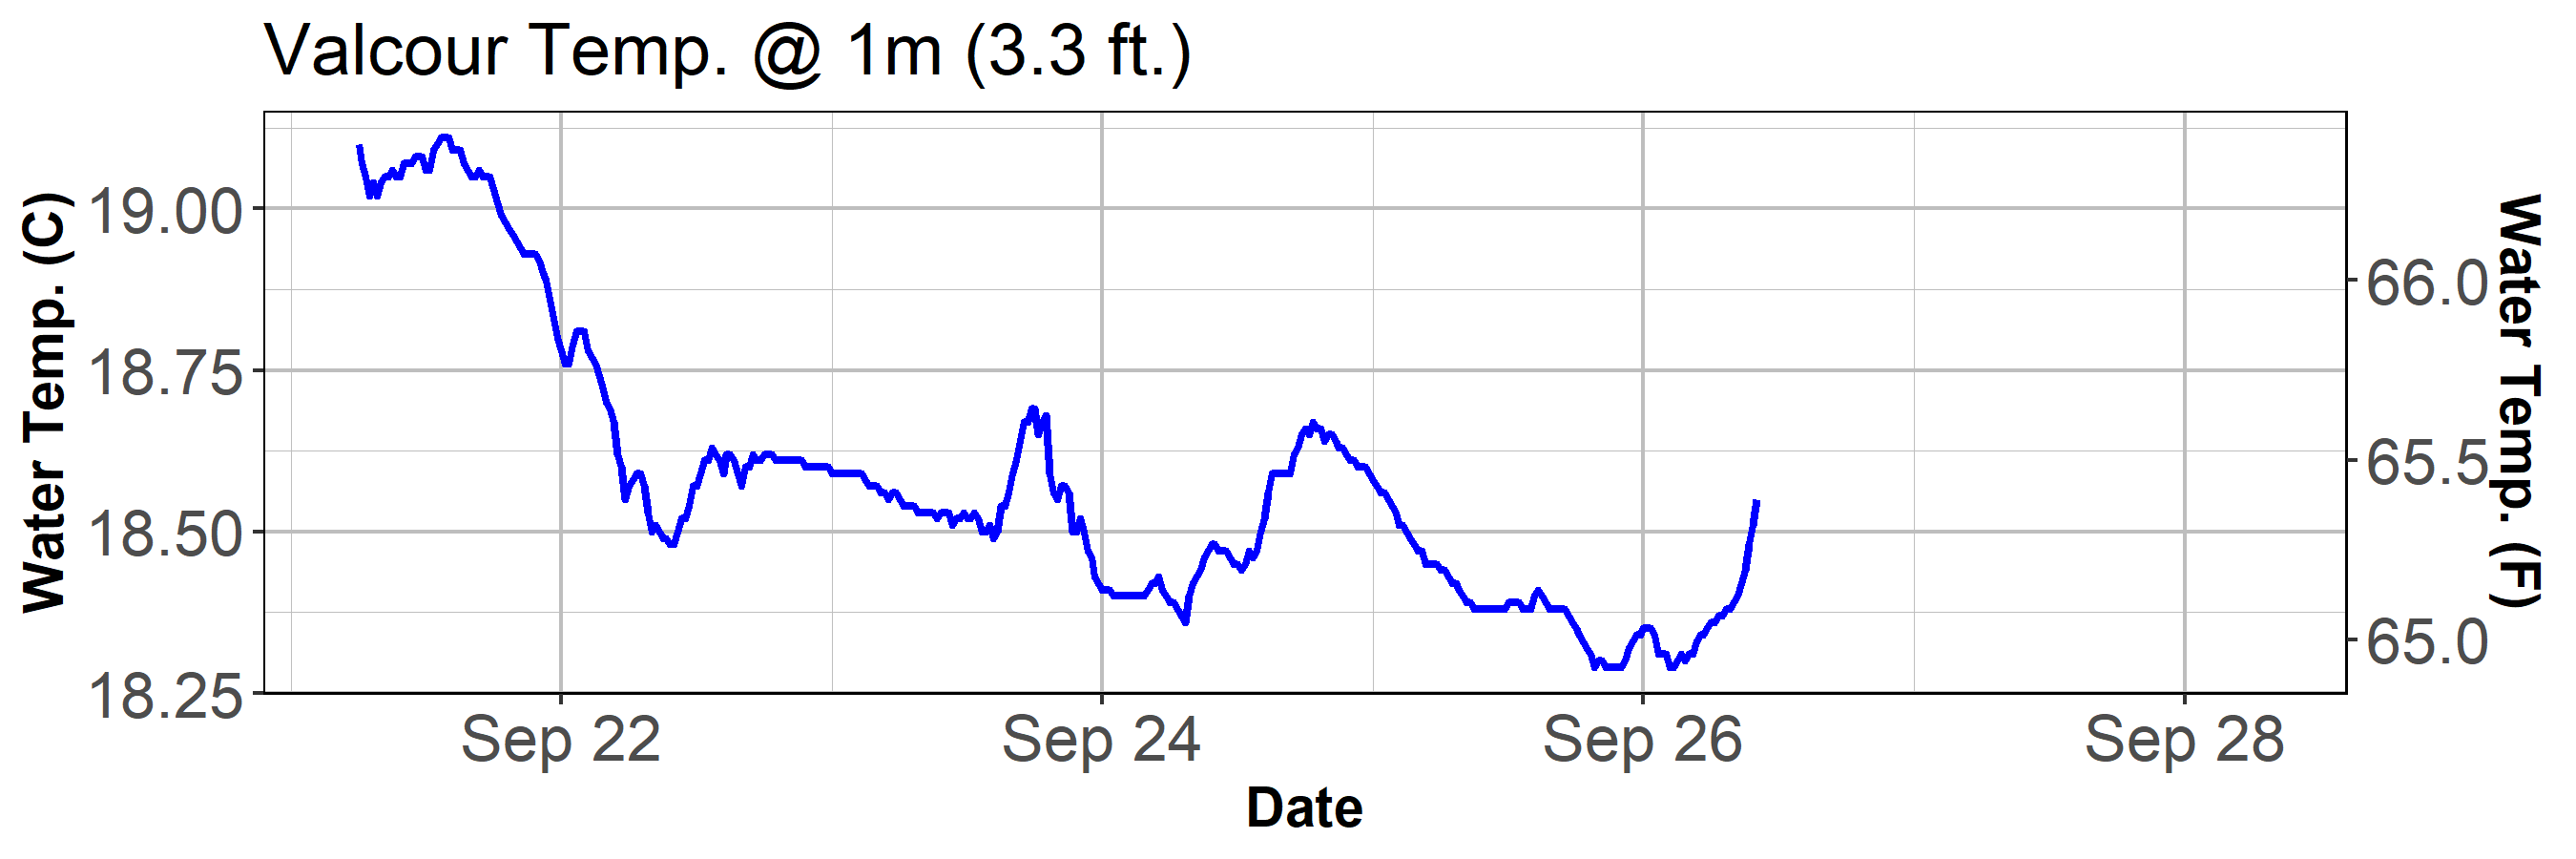 Valcour Temp. @ 1m (3.3 ft.)
Water Temp. (C)
19.00
18.75
18.50
18.25
66.0
65.5
65.0
Water Temp. (F)
Sep 22
Sep 24
Sep 26
Sep 28
Date